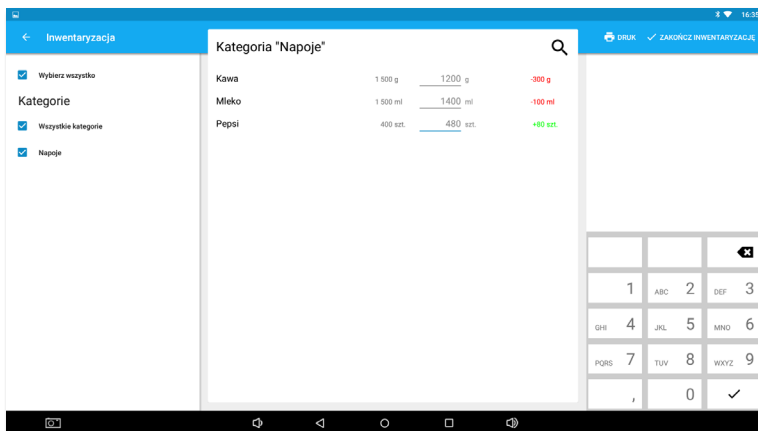 16:35
Inwentaryzacja
DRUK
ZAKOŃCZ INWENTARYZACJĘ
Wybierz wszystko
Kategorie
Wszystkie kategorie
Napoje
Kategoria "Napoje"
Kawa 1 500 g 1200 g -300 g
Mleko 1 500 ml 1400 ml -100 ml
Pepsi 400 szt. 480 szt. +80 szt.
1 ABC 2 DEF 3
GHI 4 JKL 5 MNO 6
PQRS 7 TUV 8 WXYZ 9
, 0